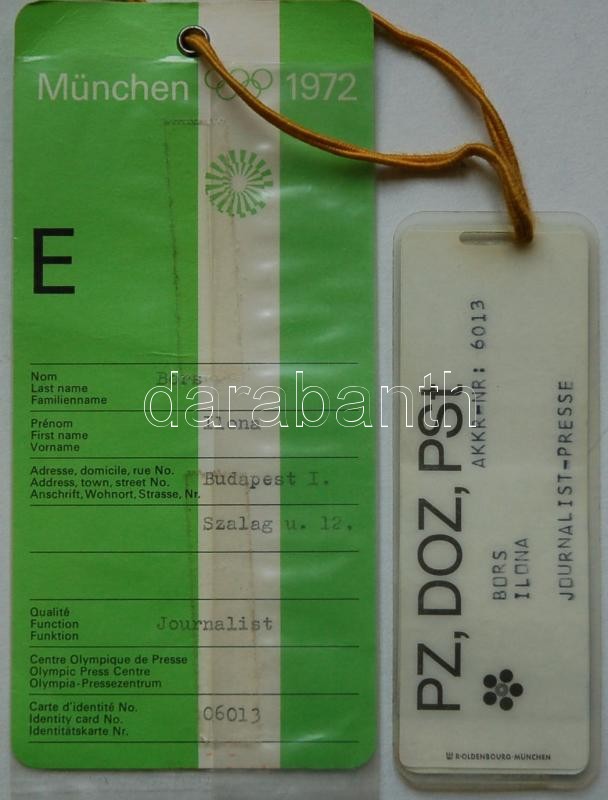 München 1972
E
Nom
Last name
Familienname
Bors
Prénom
First name
Vorname
Ilona
Adresse, domicile, rue No.
Address, town, street No.
Anschrift, Wohnort, Strasse, Nr.
Budapest I.
Szalag u. 12.
Qualité
Function
Funktion
Journalist
Centre Olympique de Presse
Olympic Press Centre
Olympia-Pressezentrum
Carte d'identité No.
Identity card No.
Identitätskarte Nr.
06013
PZ, DOZ, PSt
AKKR-NR: 6013
BORS
ILONA
JOURNALIST-PRESSE
R·OLDENBOURG·MÜNCHEN
darabanth